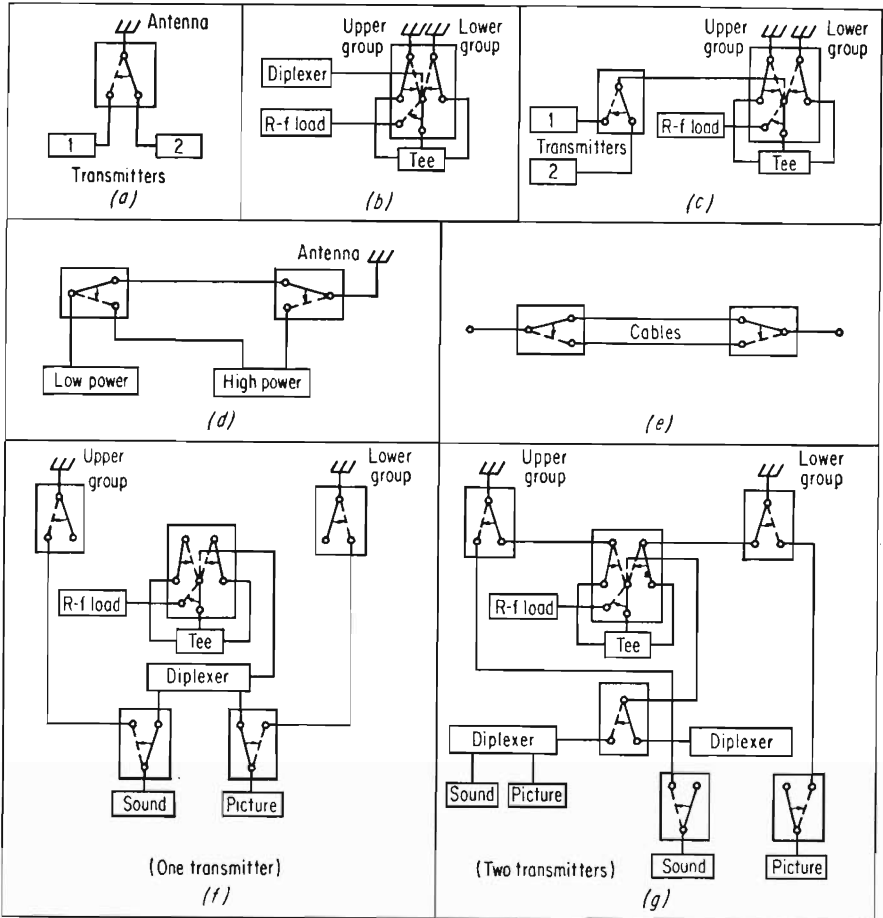 Antenna
1
2
Transmitters
(a)
Upper
group
Lower
group
Diplexer
R-f load
Tee
(b)
Upper
group
Lower
group
1
Transmitters
2
R-f load
Tee
(c)
Antenna
Low power
High power
(d)
Cables
(e)
Upper
group
Lower
group
R-f load
Tee
Diplexer
Sound
Picture
(One transmitter)
(f)
Upper
group
Lower
group
R-f load
Tee
Diplexer
Diplexer
Sound
Picture
(Two transmitters)
Sound
Picture
(g)